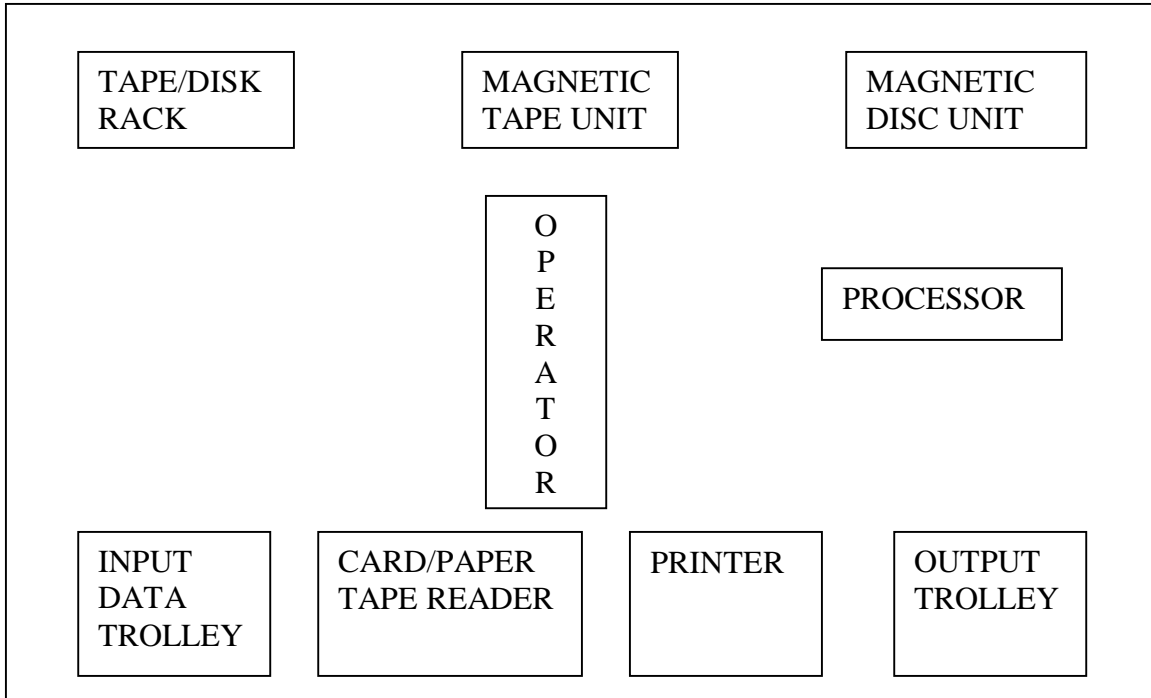 TAPE/DISK
RACK
MAGNETIC
TAPE UNIT
MAGNETIC
DISC UNIT
O
P
E
R
A
T
O
R
PROCESSOR
INPUT
DATA
TROLLEY
CARD/PAPER
TAPE READER
PRINTER
OUTPUT
TROLLEY